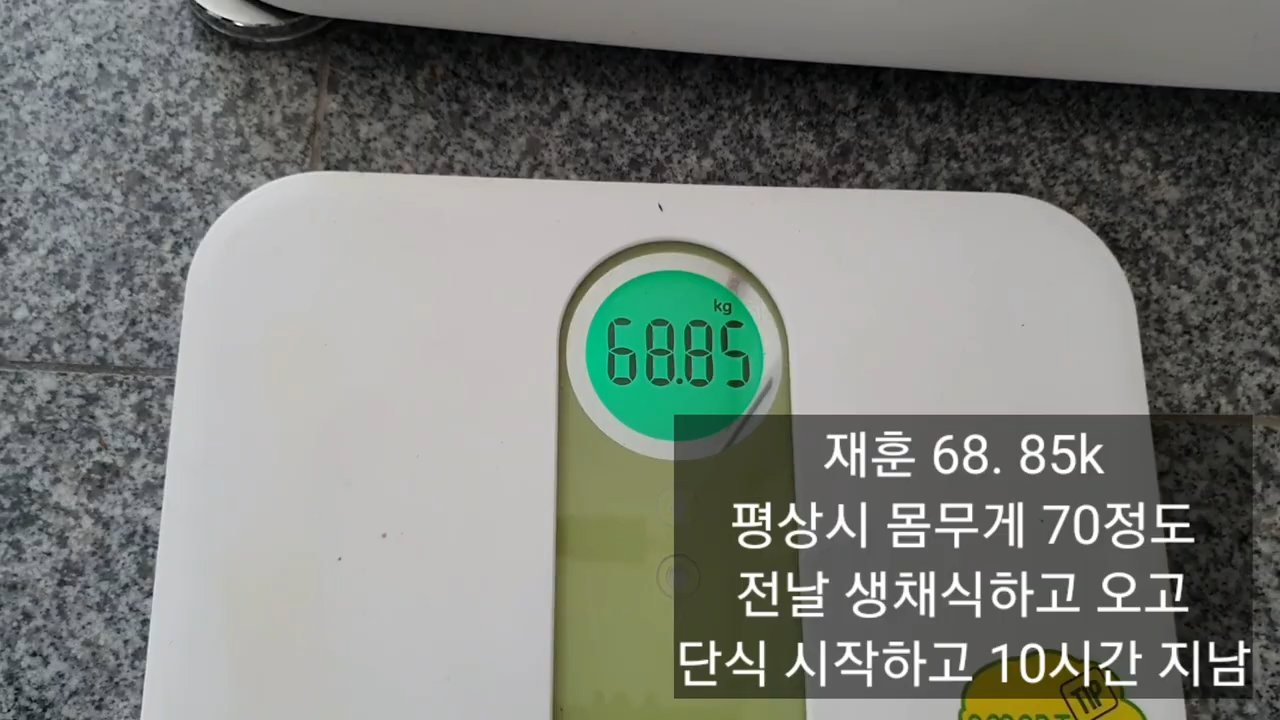 kg
68.85
재훈 68. 85k
평상시 몸무게 70정도
전날 생채식하고 오고
단식 시작하고 10시간 지남
TIP